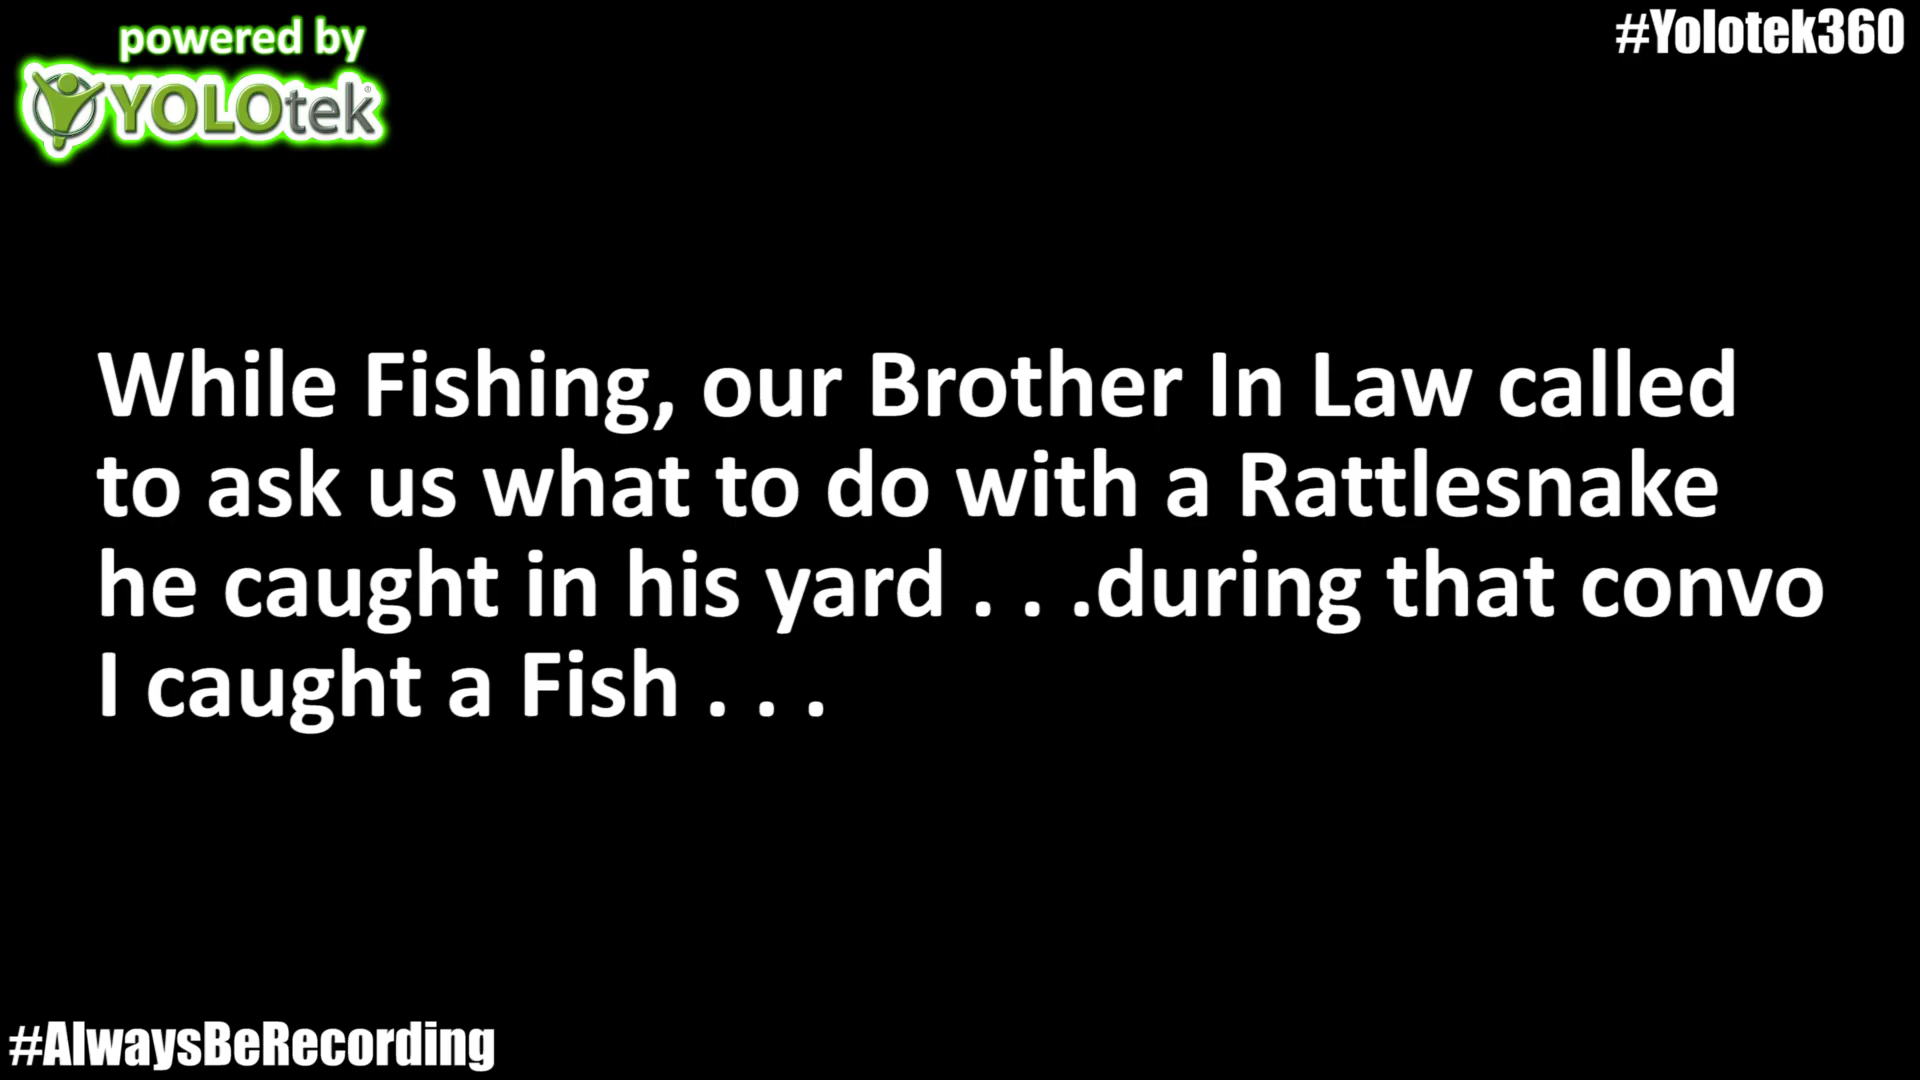 powered by
YOLOtek®
#Yolotek360
While Fishing, our Brother In Law called
to ask us what to do with a Rattlesnake
he caught in his yard . . .during that convo
I caught a Fish . . .
#AlwaysBeRecording